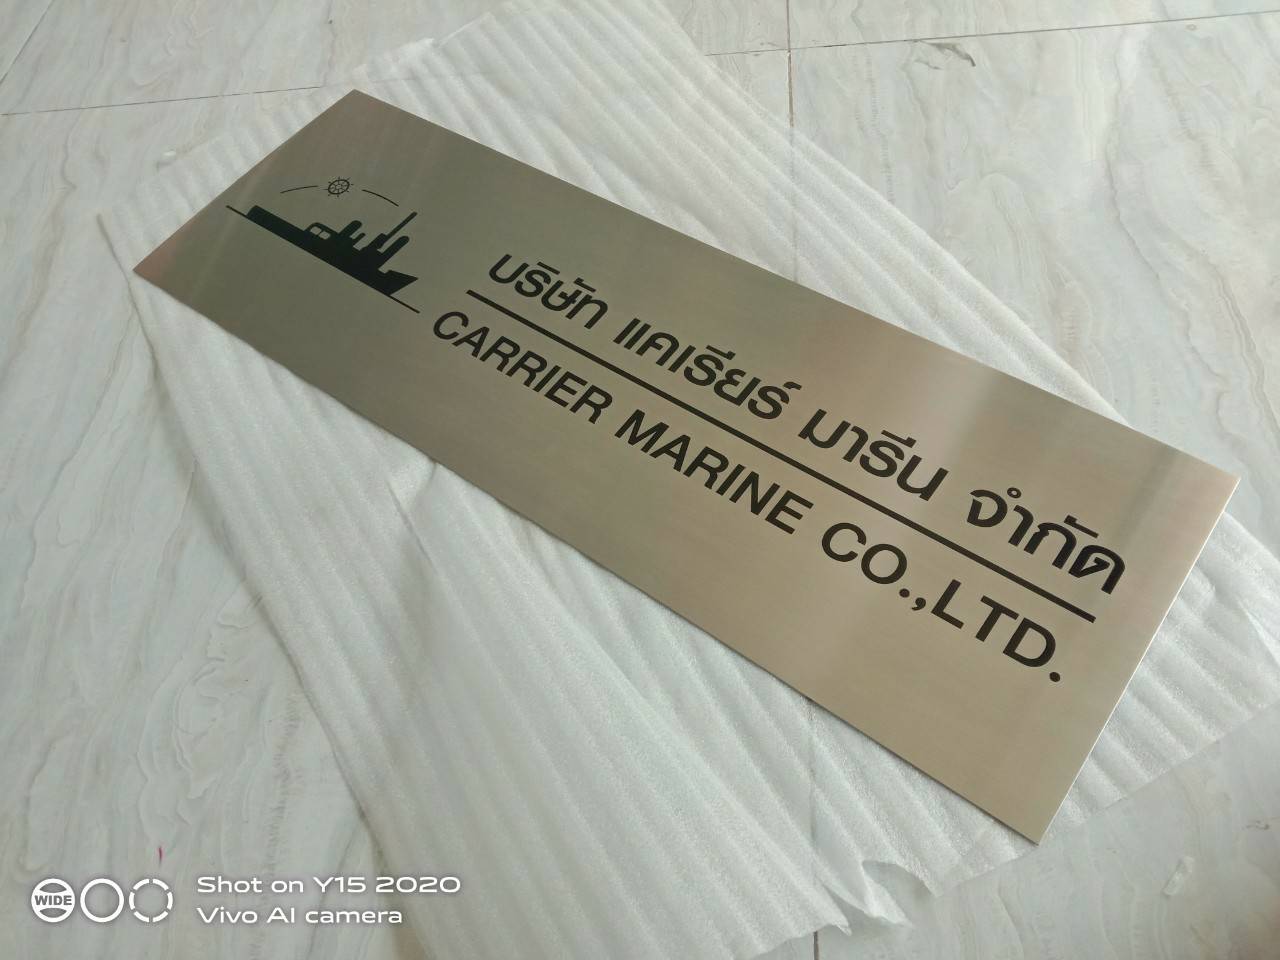 บริษัท แคเรียร์ มารีน จำกัด
CARRIER MARINE CO.,LTD.
WIDE
Shot on Y15 2020
Vivo AI camera